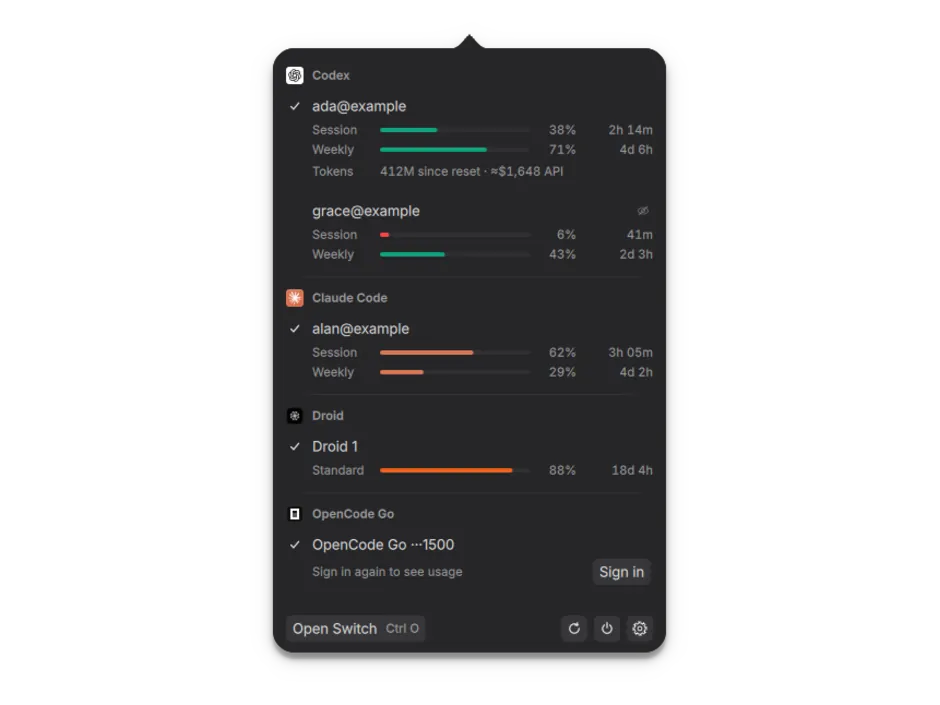 Codex
ada@example
Session 38% 2h 14m
Weekly 71% 4d 6h
Tokens 412M since reset · ≈$1,648 API
grace@example
Session 6% 41m
Weekly 43% 2d 3h
Claude Code
alan@example
Session 62% 3h 05m
Weekly 29% 4d 2h
Droid
Droid 1
Standard 88% 18d 4h
OpenCode Go
OpenCode Go ···1500
Sign in again to see usage Sign in
Open Switch Ctrl O